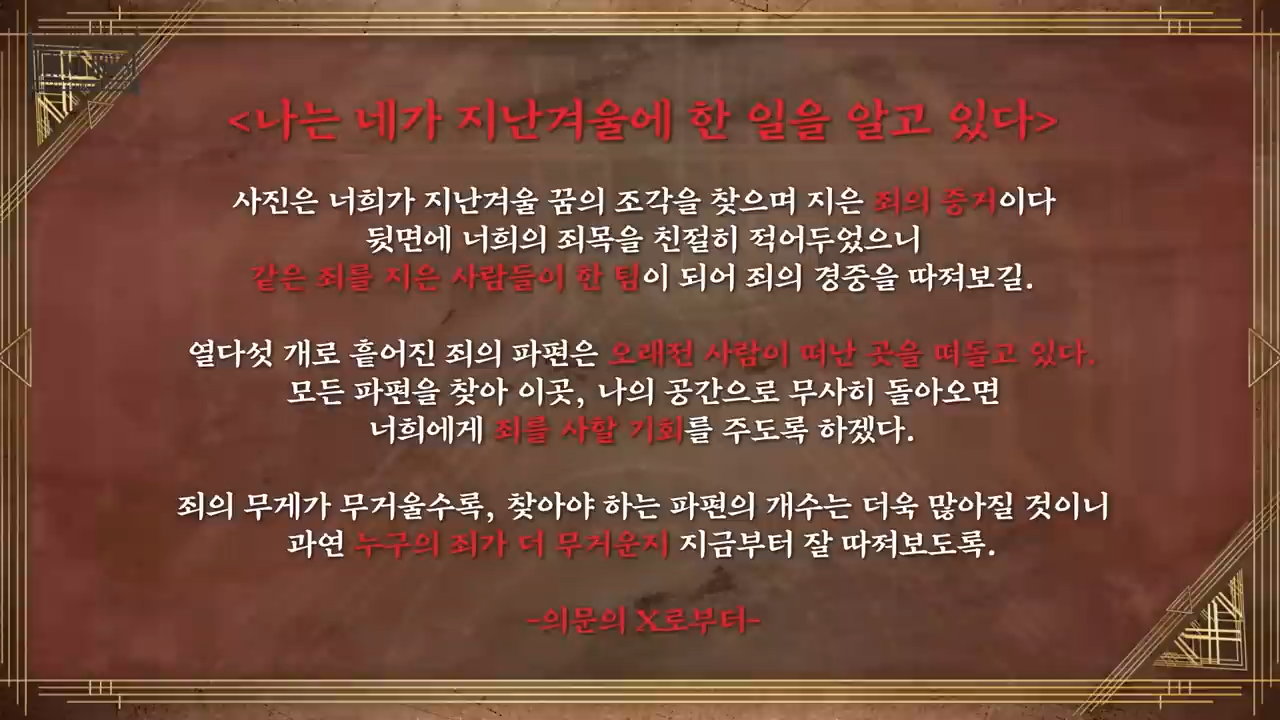 <나는 네가 지난겨울에 한 일을 알고 있다>
사진은 너희가 지난겨울 꿈의 조각을 찾으며 지은 죄의 증거이다
뒷면에 너희의 죄목을 친절히 적어두었으니
같은 죄를 지은 사람들이 한 팀이 되어 죄의 경중을 따져보길.
열다섯 개로 흩어진 죄의 파편은 오래전 사람이 떠난 곳을 떠돌고 있다.
모든 파편을 찾아 이곳, 나의 공간으로 무사히 돌아오면
너희에게 죄를 사할 기회를 주도록 하겠다.
죄의 무게가 무거울수록, 찾아야 하는 파편의 개수는 더욱 많아질 것이니
과연 누구의 죄가 더 무거운지 지금부터 잘 따져보도록.
-의문의 X로부터-